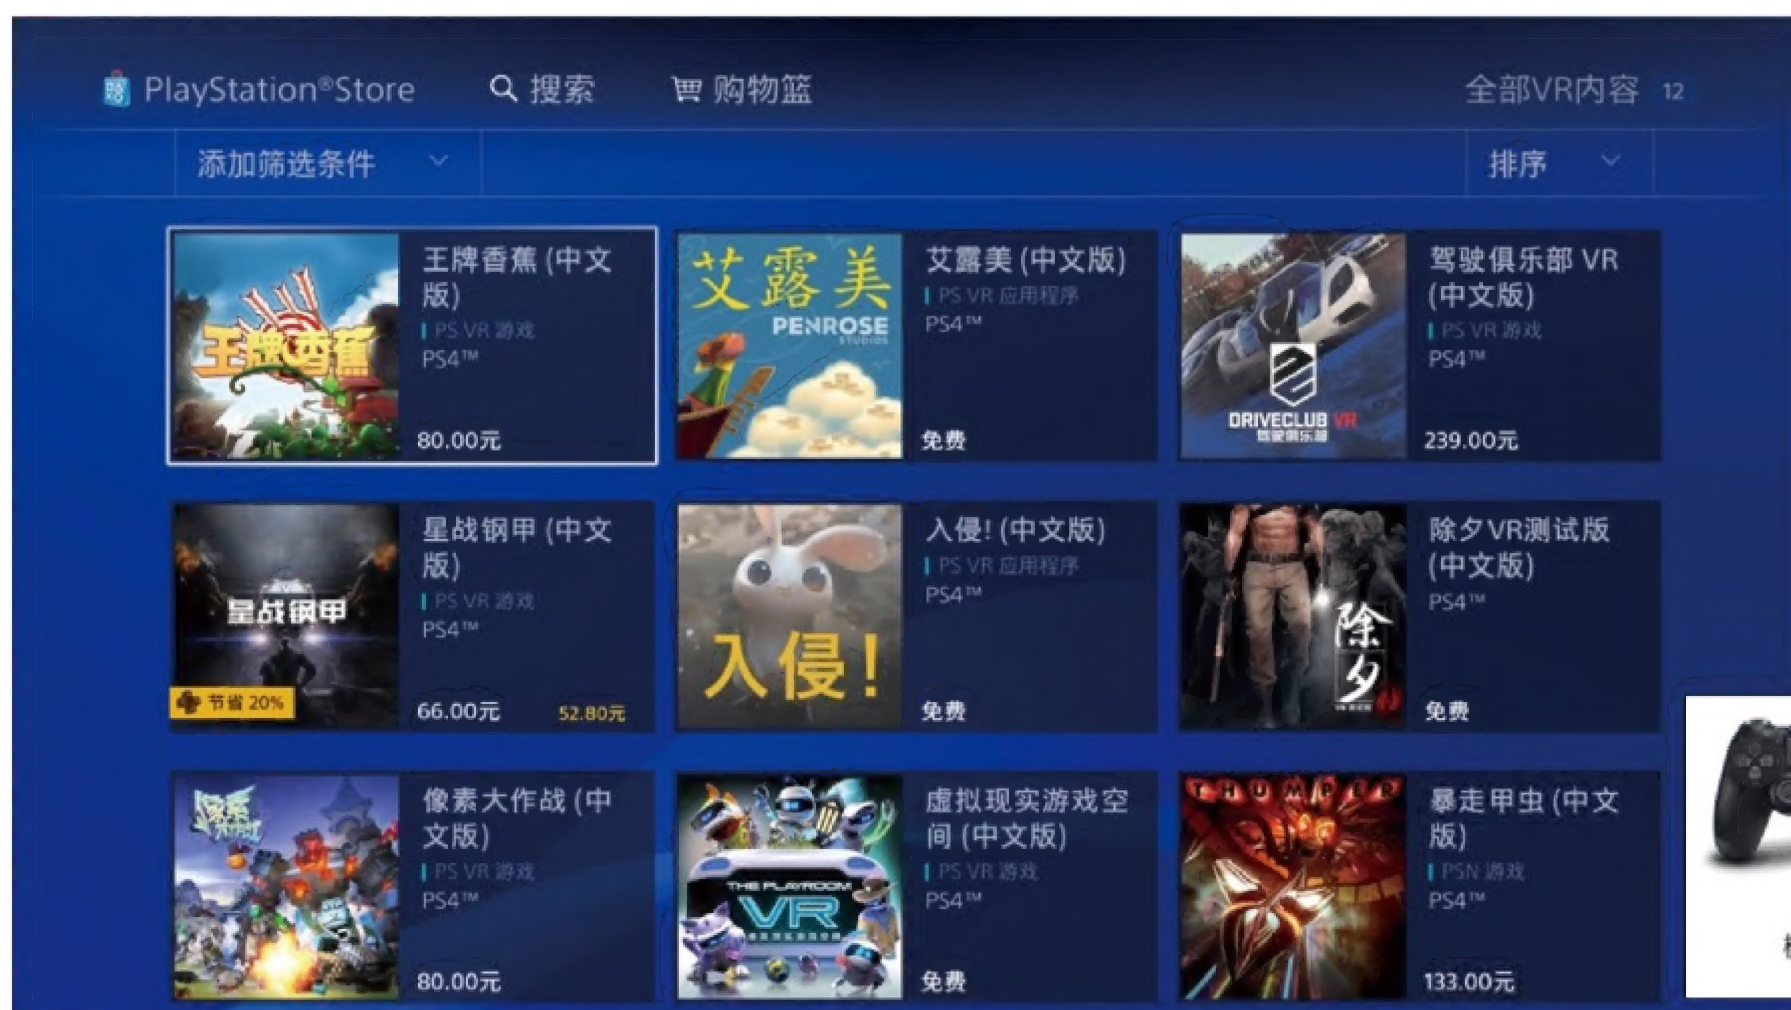 PlayStation®Store
搜索
购物篮
全部VR内容 12
添加筛选条件
排序
王牌香蕉
王牌香蕉 (中文
版)
PS VR 游戏
PS4™
80.00元
艾露美
PENROSE
STUDIOS
艾露美 (中文版)
PS VR 应用程序
PS4™
免费
DRIVECLUB VR
驾驶俱乐部
驾驶俱乐部 VR
(中文版)
PS VR 游戏
PS4™
239.00元
星战钢甲
节省 20%
星战钢甲 (中文
版)
PS VR 游戏
PS4™
66.00元 52.80元
入侵!
入侵! (中文版)
PS VR 应用程序
PS4™
免费
除夕
除夕VR测试版
(中文版)
PS4™
免费
像素大作战 (中
文版)
PS VR 游戏
PS4™
80.00元
THE PLAYROOM
VR
虚拟现实游戏空
间 (中文版)
PS VR 游戏
PS4™
免费
THUMPER
暴走甲虫 (中文
版)
PSN 游戏
PS4™
133.00元